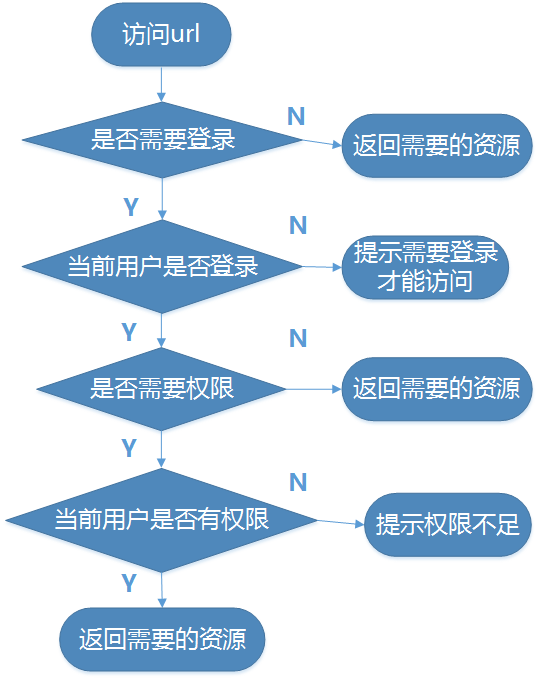 访问url
是否需要登录
N
返回需要的资源
Y
当前用户是否登录
N
提示需要登录
才能访问
Y
是否需要权限
N
返回需要的资源
Y
当前用户是否有权限
N
提示权限不足
Y
返回需要的资源